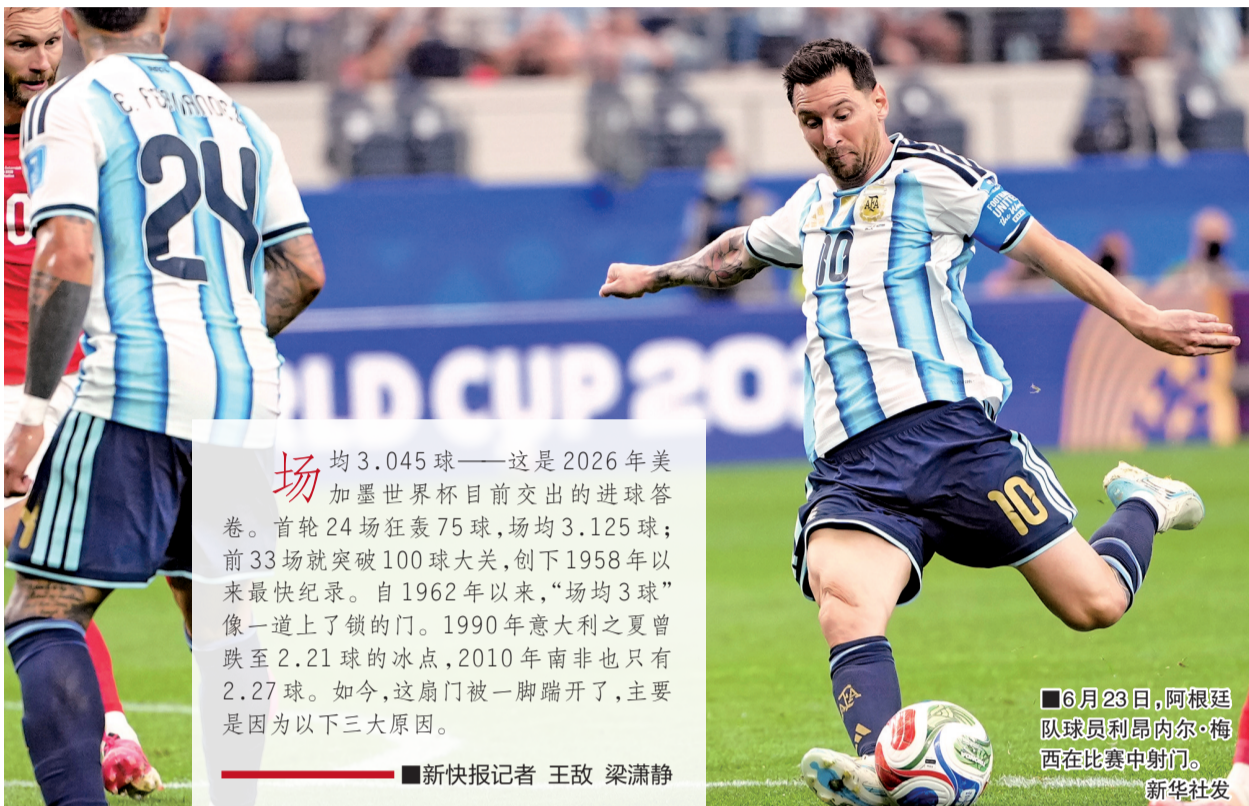 E. FERNANDEZ
24
AFA
10
FOOTBALL
UNITES
the World
RLD CUP 202
10
AFA
场均3.045球——这是2026年美
加墨世界杯目前交出的进球答
卷。首轮24场狂轰75球,场均3.125球;
前33场就突破100球大关,创下1958年以
来最快纪录。自1962年以来,“场均3球”
像一道上了锁的门。1990年意大利之夏曾
跌至2.21球的冰点,2010年南非也只有
2.27球。如今,这扇门被一脚踹开了,主要
是因为以下三大原因。
■新快报记者 王敌 梁潇静
■6月23日,阿根廷
队球员利昂内尔·梅
西在比赛中射门。
新华社发